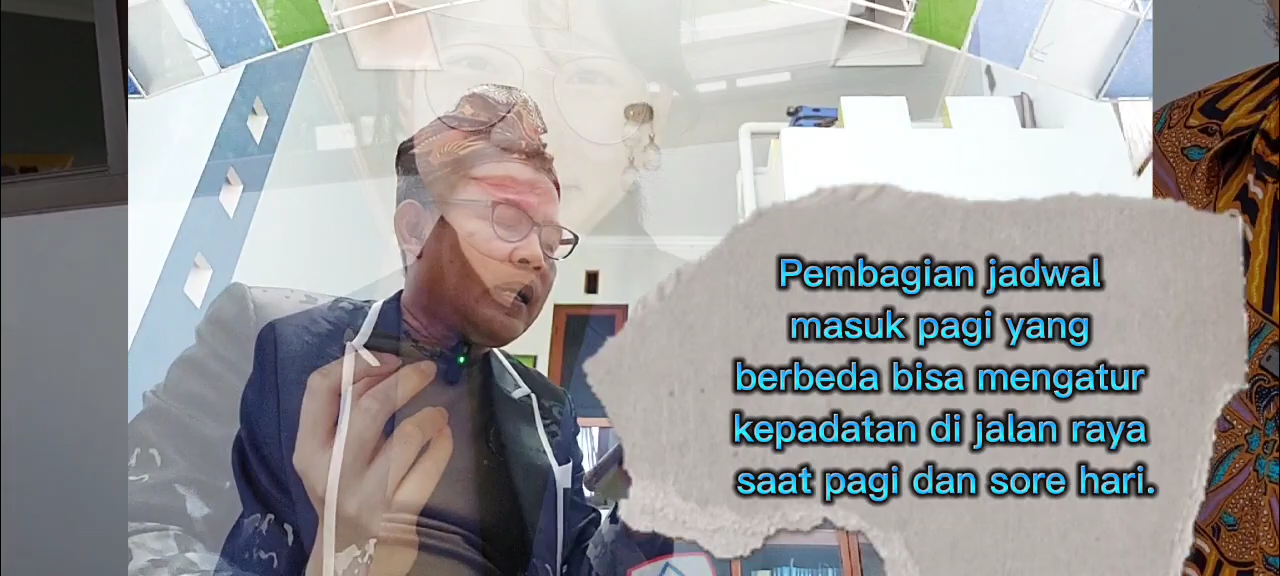 Pembagian jadwal
masuk pagi yang
berbeda bisa mengatur
kepadatan di jalan raya
saat pagi dan sore hari.